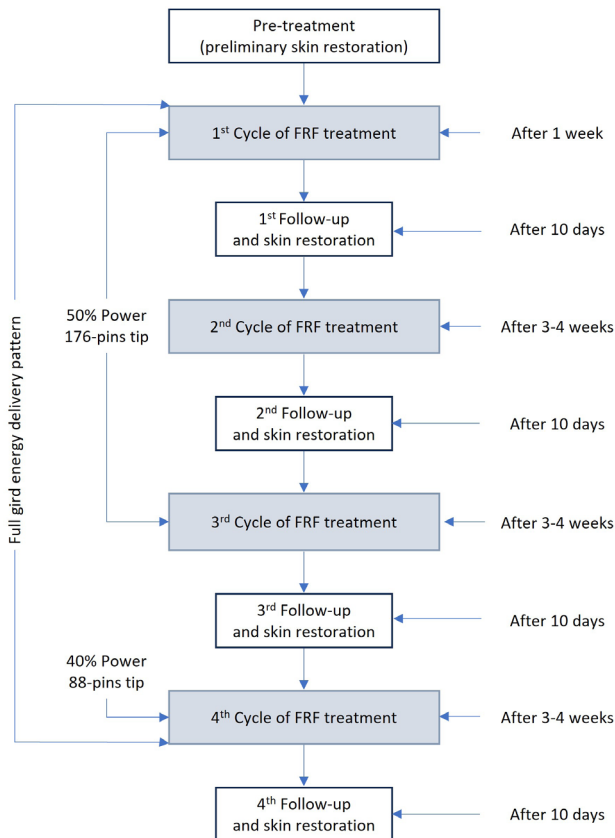 Pre-treatment
(preliminary skin restoration)
1st Cycle of FRF treatment
After 1 week
1st Follow-up
and skin restoration
After 10 days
50% Power
176-pins tip
2nd Cycle of FRF treatment
After 3-4 weeks
Full gird energy delivery pattern
2nd Follow-up
and skin restoration
After 10 days
3rd Cycle of FRF treatment
After 3-4 weeks
3rd Follow-up
and skin restoration
After 10 days
40% Power
88-pins tip
4th Cycle of FRF treatment
After 3-4 weeks
4th Follow-up
and skin restoration
After 10 days